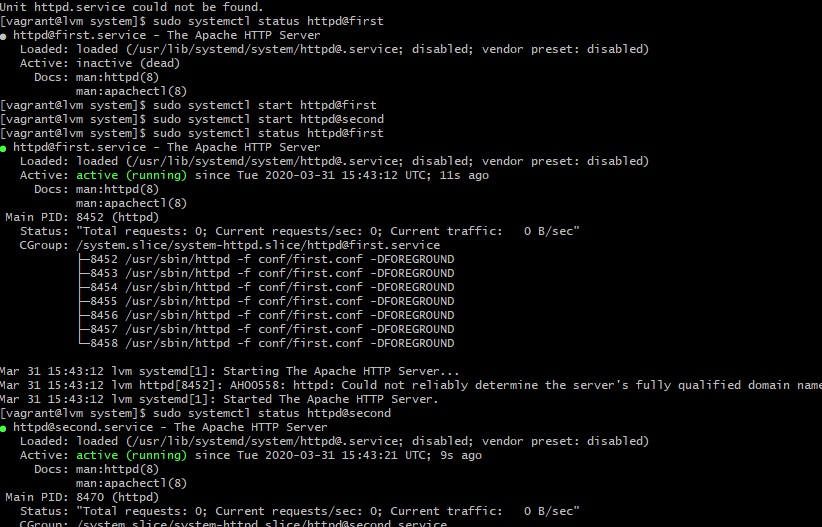 Unit httpd.service could not be found.
[vagrant@lvm system]$ sudo systemctl status httpd@first
● httpd@first.service - The Apache HTTP Server
   Loaded: loaded (/usr/lib/systemd/system/httpd@.service; disabled; vendor preset: disabled)
   Active: inactive (dead)
     Docs: man:httpd(8)
           man:apachectl(8)
[vagrant@lvm system]$ sudo systemctl start httpd@first
[vagrant@lvm system]$ sudo systemctl start httpd@second
[vagrant@lvm system]$ sudo systemctl status httpd@first
● httpd@first.service - The Apache HTTP Server
   Loaded: loaded (/usr/lib/systemd/system/httpd@.service; disabled; vendor preset: disabled)
   Active: active (running) since Tue 2020-03-31 15:43:12 UTC; 11s ago
     Docs: man:httpd(8)
           man:apachectl(8)
 Main PID: 8452 (httpd)
   Status: "Total requests: 0; Current requests/sec: 0; Current traffic:   0 B/sec"
   CGroup: /system.slice/system-httpd.slice/httpd@first.service
           ├─8452 /usr/sbin/httpd -f conf/first.conf -DFOREGROUND
           ├─8453 /usr/sbin/httpd -f conf/first.conf -DFOREGROUND
           ├─8454 /usr/sbin/httpd -f conf/first.conf -DFOREGROUND
           ├─8455 /usr/sbin/httpd -f conf/first.conf -DFOREGROUND
           ├─8456 /usr/sbin/httpd -f conf/first.conf -DFOREGROUND
           ├─8457 /usr/sbin/httpd -f conf/first.conf -DFOREGROUND
           └─8458 /usr/sbin/httpd -f conf/first.conf -DFOREGROUND
Mar 31 15:43:12 lvm systemd[1]: Starting The Apache HTTP Server...
Mar 31 15:43:12 lvm httpd[8452]: AH00558: httpd: Could not reliably determine the server's fully qualified domain name
Mar 31 15:43:12 lvm systemd[1]: Started The Apache HTTP Server.
[vagrant@lvm system]$ sudo systemctl status httpd@second
● httpd@second.service - The Apache HTTP Server
   Loaded: loaded (/usr/lib/systemd/system/httpd@.service; disabled; vendor preset: disabled)
   Active: active (running) since Tue 2020-03-31 15:43:21 UTC; 9s ago
     Docs: man:httpd(8)
           man:apachectl(8)
 Main PID: 8470 (httpd)
   Status: "Total requests: 0; Current requests/sec: 0; Current traffic:   0 B/sec"
   CGroup: /system.slice/system-httpd.slice/httpd@second.service